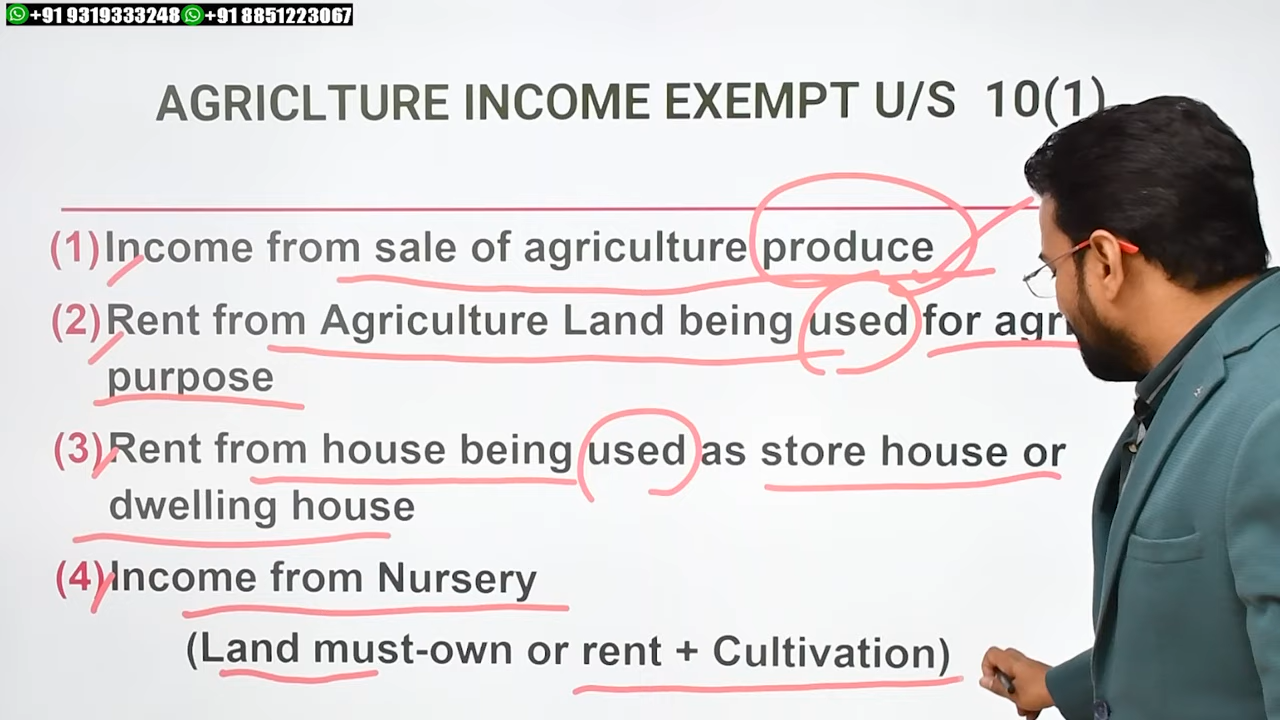 +91 9319333248 +91 8851223067
AGRICLTURE INCOME EXEMPT U/S 10(1)
(1) Income from sale of agriculture produce
(2) Rent from Agriculture Land being used for agri
purpose
(3) Rent from house being used as store house or
dwelling house
(4) Income from Nursery
(Land must-own or rent + Cultivation)